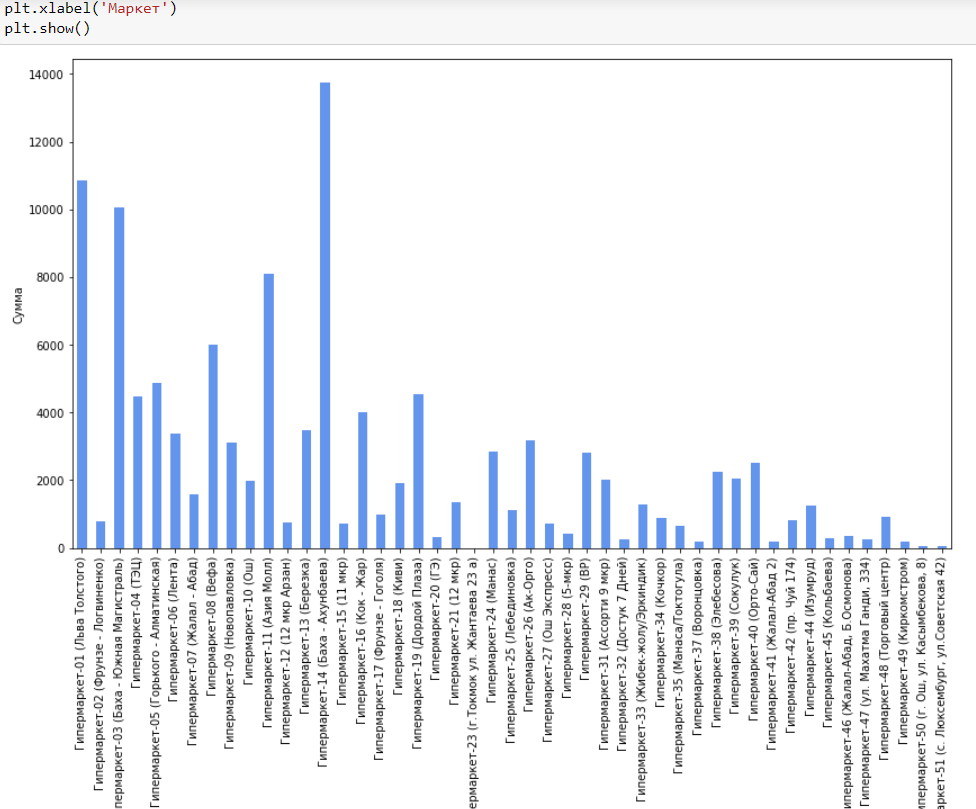 plt.xlabel('Маркет')
plt.show()
14000
12000
10000
8000
6000
4000
2000
0
Сумма
Гипермаркет-01 (Льва Толстого)
Гипермаркет-02 (Фрунзе - Логвиненко)
пермаркет-03 (Баха - Южная Магистраль)
Гипермаркет-04 (ТЭЦ)
Гипермаркет-05 (Горького - Алматинская)
Гипермаркет-06 (Лента)
Гипермаркет-07 (Жалал - Абад)
Гипермаркет-08 (Вефа)
Гипермаркет-09 (Новопавловка)
Гипермаркет-10 (Ош)
Гипермаркет-11 (Азия Молл)
Гипермаркет-12 (12 мкр Арзан)
Гипермаркет-13 (Березка)
Гипермаркет-14 (Баха - Ахунбаева)
Гипермаркет-15 (11 мкр)
Гипермаркет-16 (Кок - Жар)
Гипермаркет-17 (Фрунзе - Гоголя)
Гипермаркет-18 (Киви)
Гипермаркет-19 (Дордой Плаза)
Гипермаркет-20 (ГЭ)
Гипермаркет-21 (12 мкр)
ермаркет-23 (г.Токмок ул. Жантаева 23 а)
Гипермаркет-24 (Манас)
Гипермаркет-25 (Лебединовка)
Гипермаркет-26 (Ак-Орго)
Гипермаркет-27 (Ош Экспресс)
Гипермаркет-28 (5-мкр)
Гипермаркет-29 (ВР)
Гипермаркет-31 (Ассорти 9 мкр)
Гипермаркет-32 (Достук 7 Дней)
Гипермаркет-33 (Жибек-жолу/Эркиндик)
Гипермаркет-34 (Кочкор)
Гипермаркет-35 (Манаса/Токтогула)
Гипермаркет-37 (Воронцовка)
Гипермаркет-38 (Элебесова)
Гипермаркет-39 (Сокулук)
Гипермаркет-40 (Орто-Сай)
Гипермаркет-41 (Жалал-Абад 2)
Гипермаркет-42 (пр. Чуй 174)
Гипермаркет-44 (Изумруд)
Гипермаркет-45 (Кольбаева)
ипермаркет-46 (Жалал-Абад, Б.Осмонова)
Гипермаркет-47 (ул. Махатма Ганди, 334)
Гипермаркет-48 (Торговый центр)
Гипермаркет-49 (Киркомстром)
ипермаркет-50 (г. Ош, ул. Касымбекова, 8)
аркет-51 (с. Люксембург, ул.Советская 42)